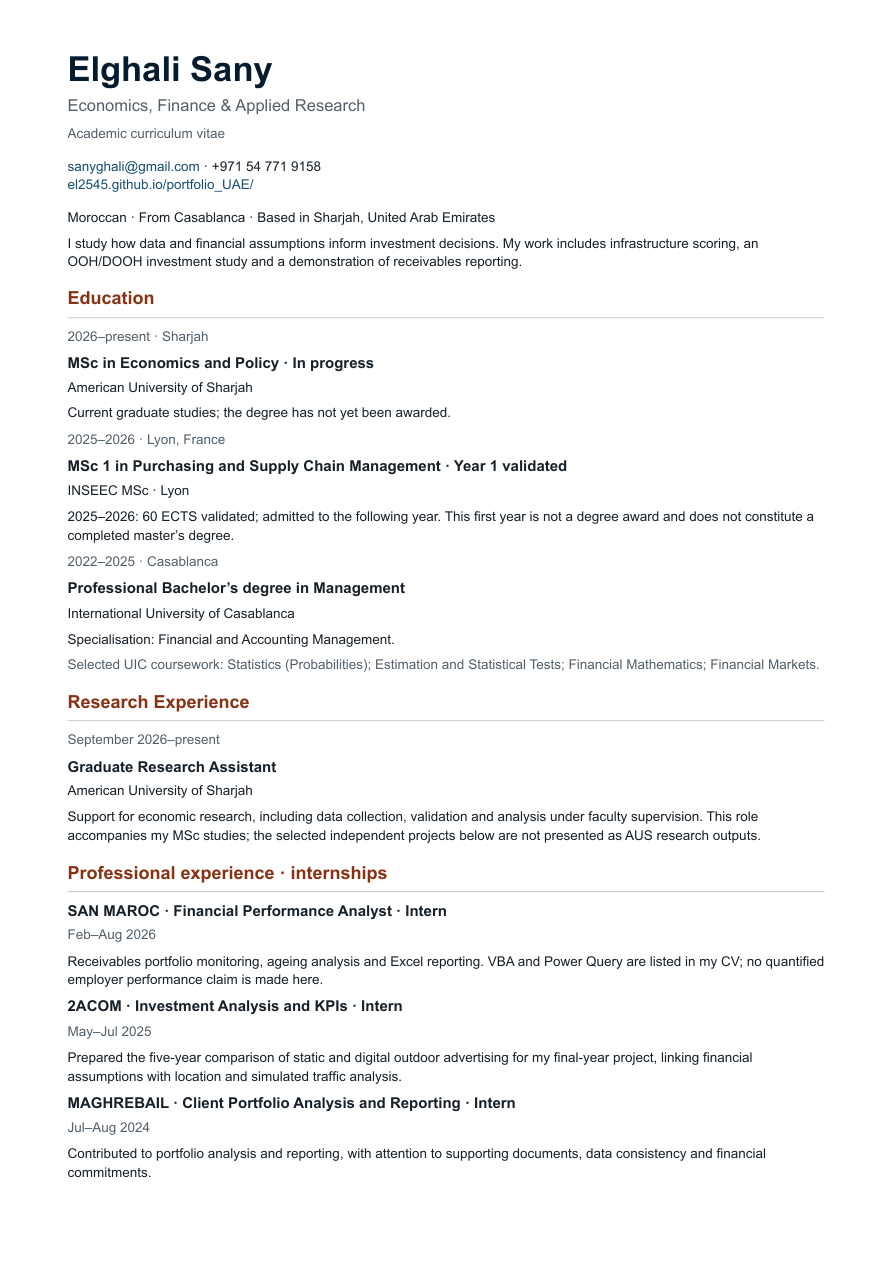 Elghali Sany
Economics, Finance & Applied Research
Academic curriculum vitae
sanyghali@gmail.com · +971 54 771 9158
el2545.github.io/portfolio_UAE/
Moroccan · From Casablanca · Based in Sharjah, United Arab Emirates
I study how data and financial assumptions inform investment decisions. My work includes infrastructure scoring, an
OOH/DOOH investment study and a demonstration of receivables reporting.
Education
2026–present · Sharjah
MSc in Economics and Policy · In progress
American University of Sharjah
Current graduate studies; the degree has not yet been awarded.
2025–2026 · Lyon, France
MSc 1 in Purchasing and Supply Chain Management · Year 1 validated
INSEEC MSc · Lyon
2025–2026: 60 ECTS validated; admitted to the following year. This first year is not a degree award and does not constitute a
completed master’s degree.
2022–2025 · Casablanca
Professional Bachelor’s degree in Management
International University of Casablanca
Specialisation: Financial and Accounting Management.
Selected UIC coursework: Statistics (Probabilities); Estimation and Statistical Tests; Financial Mathematics; Financial Markets.
Research Experience
September 2026–present
Graduate Research Assistant
American University of Sharjah
Support for economic research, including data collection, validation and analysis under faculty supervision. This role
accompanies my MSc studies; the selected independent projects below are not presented as AUS research outputs.
Professional experience · internships
SAN MAROC · Financial Performance Analyst · Intern
Feb–Aug 2026
Receivables portfolio monitoring, ageing analysis and Excel reporting. VBA and Power Query are listed in my CV; no quantified
employer performance claim is made here.
2ACOM · Investment Analysis and KPIs · Intern
May–Jul 2025
Prepared the five-year comparison of static and digital outdoor advertising for my final-year project, linking financial
assumptions with location and simulated traffic analysis.
MAGHREBAIL · Client Portfolio Analysis and Reporting · Intern
Jul–Aug 2024
Contributed to portfolio analysis and reporting, with attention to supporting documents, data consistency and financial
commitments.